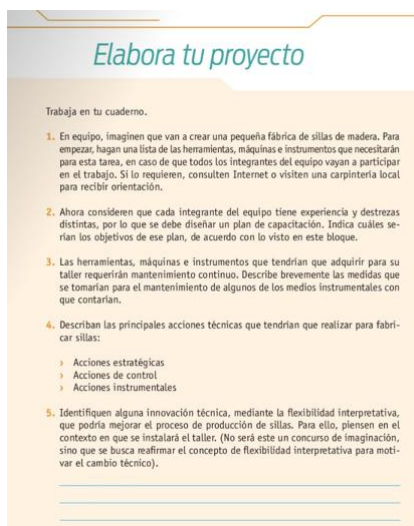 Elabora tu proyecto
Trabaja en tu cuaderno.
1. En equipo, imaginen que van a crear una pequeña fábrica de sillas de madera. Para
empezar, hagan una lista de las herramientas, máquinas e instrumentos que necesitarán
para esta tarea, en caso de que todos los integrantes del equipo vayan a participar
en el trabajo. Si lo requieren, consulten Internet o visiten una carpintería local
para recibir orientación.
2. Ahora consideren que cada integrante del equipo tiene experiencia y destrezas
distintas, por lo que se debe diseñar un plan de capacitación. Indica cuáles se-
rían los objetivos de ese plan, de acuerdo con lo visto en este bloque.
3. Las herramientas, máquinas e instrumentos que tendrían que adquirir para su
taller requerirán mantenimiento continuo. Describe brevemente las medidas que
se tomarían para el mantenimiento de algunos de los medios instrumentales con
que contarían.
4. Describan las principales acciones técnicas que tendrían que realizar para fabri-
car sillas:
› Acciones estratégicas
› Acciones de control
› Acciones instrumentales
5. Identifiquen alguna innovación técnica, mediante la flexibilidad interpretativa,
que podría mejorar el proceso de producción de sillas. Para ello, piensen en el
contexto en que se instalará el taller. (No será este un concurso de imaginación,
sino que se busca reafirmar el concepto de flexibilidad interpretativa para moti-
var el cambio técnico).